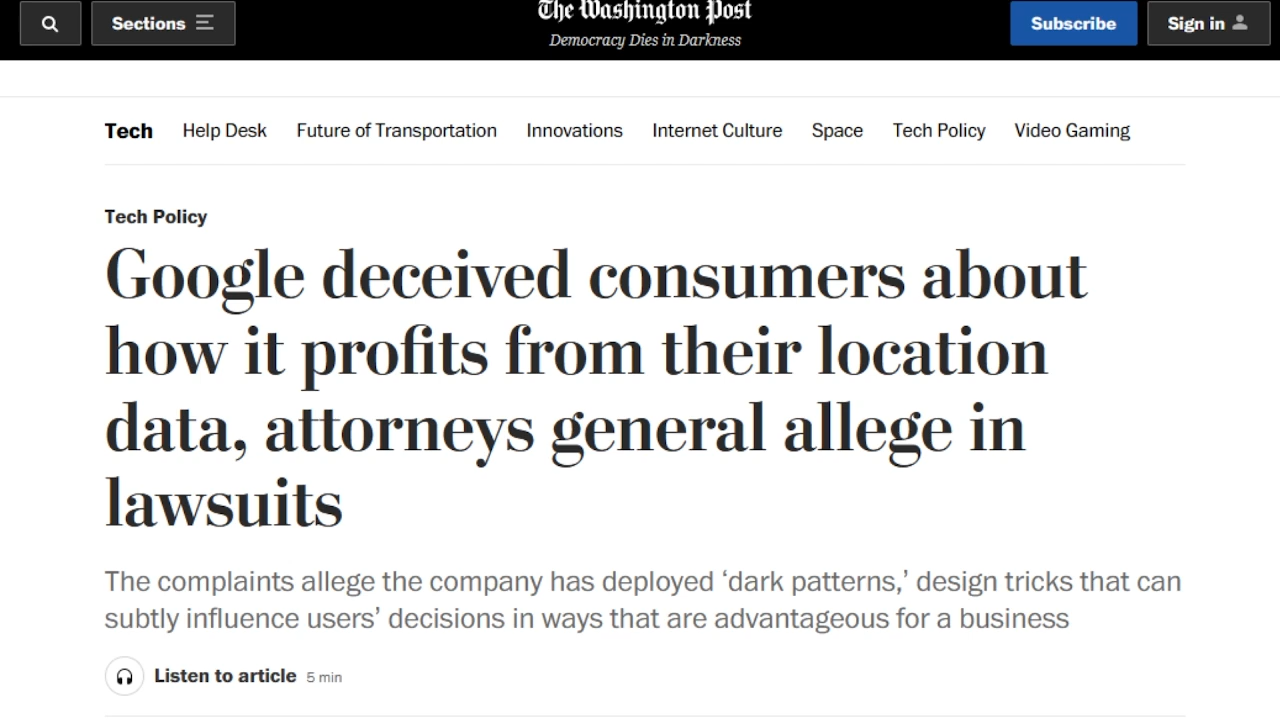 Sections
The Washington Post
Subscribe
Sign in
Democracy Dies in Darkness
Tech Help Desk Future of Transportation Innovations Internet Culture Space Tech Policy Video Gaming
Tech Policy
Google deceived consumers about
how it profits from their location
data, attorneys general allege in
lawsuits
The complaints allege the company has deployed ‘dark patterns,’ design tricks that can
subtly influence users’ decisions in ways that are advantageous for a business
Listen to article 5 min